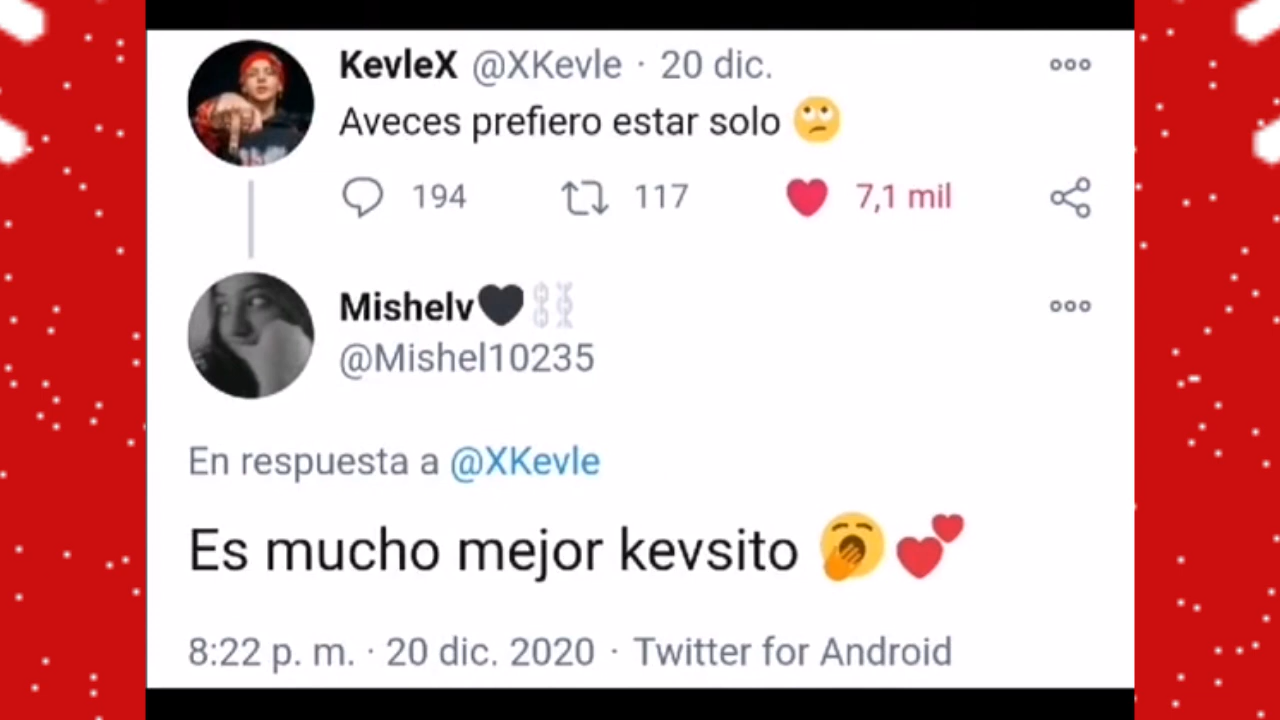 KevleX @XKevle · 20 dic.
Aveces prefiero estar solo 🙄
194 117 7,1 mil
Mishelv🖤⛓⛓
@Mishel10235
En respuesta a @XKevle
Es mucho mejor kevsito 🥱💕
8:22 p. m. · 20 dic. 2020 · Twitter for Android